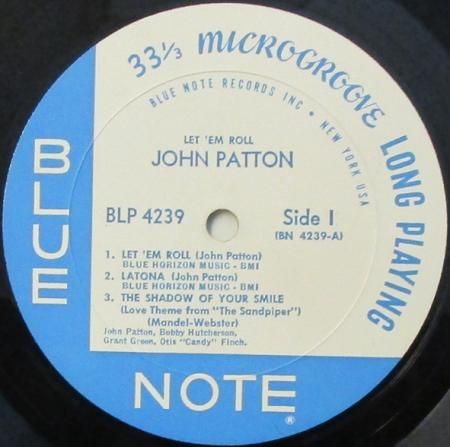 33⅓ MICROGROOVE LONG PLAYING
BLUE NOTE RECORDS INC • NEW YORK USA
LET 'EM ROLL
JOHN PATTON
BLP 4239
Side 1
(BN 4239-A)
1. LET 'EM ROLL (John Patton)
BLUE HORIZON MUSIC - BMI
2. LATONA (John Patton)
BLUE HORIZON MUSIC - BMI
3. THE SHADOW OF YOUR SMILE
(Love Theme from "The Sandpiper")
(Mandel-Webster)
John Patton, Bobby Hutcherson,
Grant Green, Otis "Candy" Finch.
BLUE
NOTE®